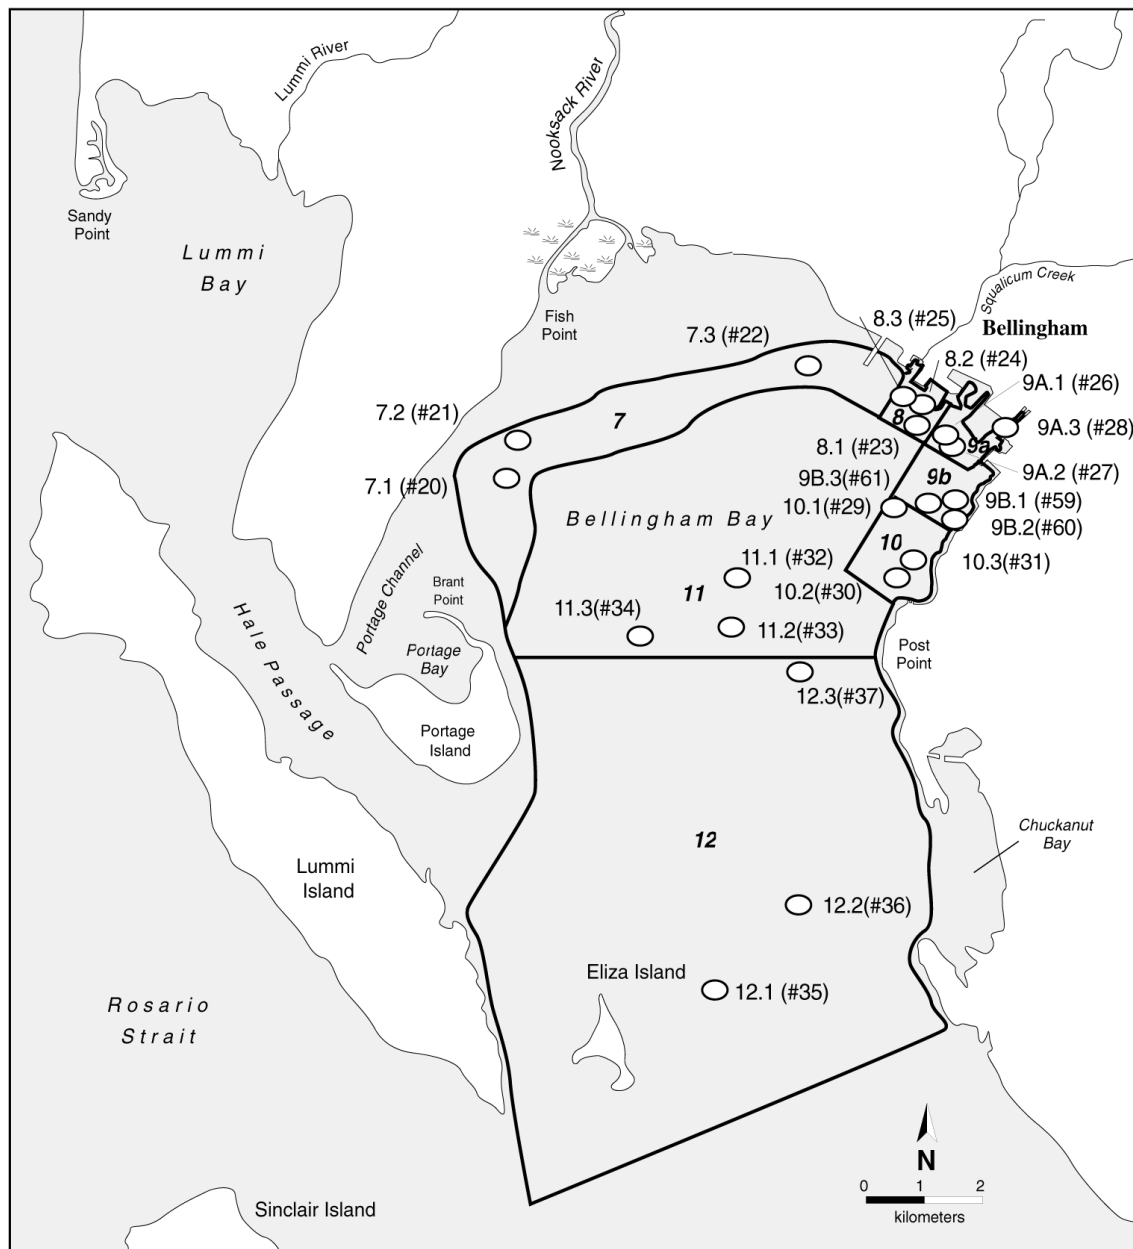 Lummi River
Nooksack River
Sandy
Point
Lummi
Bay
Squalicum Creek
Fish
Point
8.3 (#25)
Bellingham
7.3 (#22)
8.2 (#24)
9A.1 (#26)
7.2 (#21)
7
8
9A.3 (#28)
8.1 (#23)
9a
9A.2 (#27)
7.1 (#20)
9B.3(#61)
9b
9B.1 (#59)
10.1 (#29)
Bellingham Bay
9B.2(#60)
10
10.3(#31)
11.1 (#32)
10.2(#30)
Portage Channel
Brant
Point
11
11.3(#34)
11.2(#33)
Hale Passage
Portage
Bay
Post
Point
12.3(#37)
Portage
Island
12
Chuckanut
Bay
Lummi
Island
12.2(#36)
Eliza Island
12.1 (#35)
Rosario
Strait
N
0 1 2
kilometers
Sinclair Island